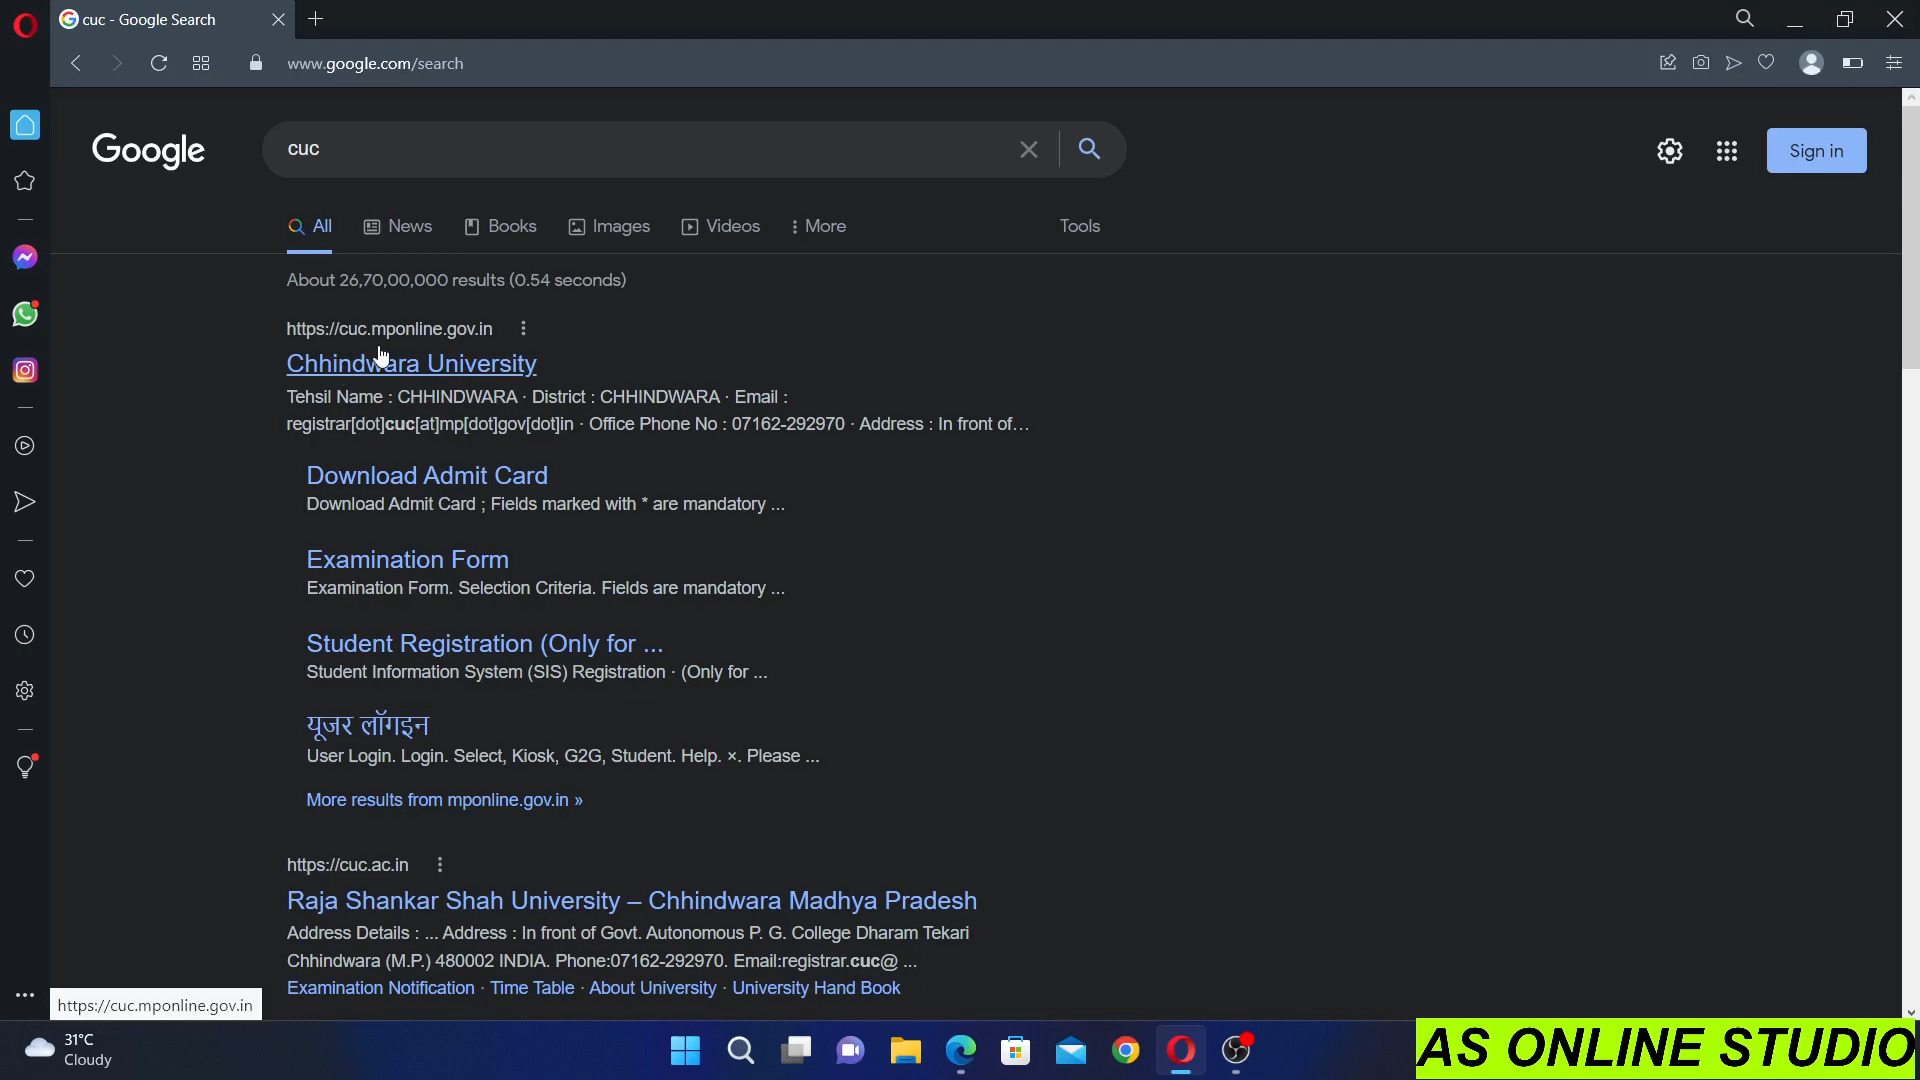 cuc - Google Search
www.google.com/search
Google
cuc
Sign in
All
News
Books
Images
Videos
More
Tools
About 26,70,00,000 results (0.54 seconds)
https://cuc.mponline.gov.in
Chhindwara University
Tehsil Name : CHHINDWARA · District : CHHINDWARA · Email :
registrar[dot]cuc[at]mp[dot]gov[dot]in · Office Phone No : 07162-292970 · Address : In front of...
Download Admit Card
Download Admit Card ; Fields marked with * are mandatory ...
Examination Form
Examination Form. Selection Criteria. Fields are mandatory ...
Student Registration (Only for ...
Student Information System (SIS) Registration · (Only for ...
यूजर लॉगइन
User Login. Login. Select, Kiosk, G2G, Student. Help. ×. Please ...
More results from mponline.gov.in »
https://cuc.ac.in
Raja Shankar Shah University – Chhindwara Madhya Pradesh
Address Details : ... Address : In front of Govt. Autonomous P. G. College Dharam Tekari
Chhindwara (M.P.) 480002 INDIA. Phone:07162-292970. Email:registrar.cuc@ ...
Examination Notification · Time Table · About University · University Hand Book
https://cuc.mponline.gov.in
31°C
Cloudy
AS ONLINE STUDIO